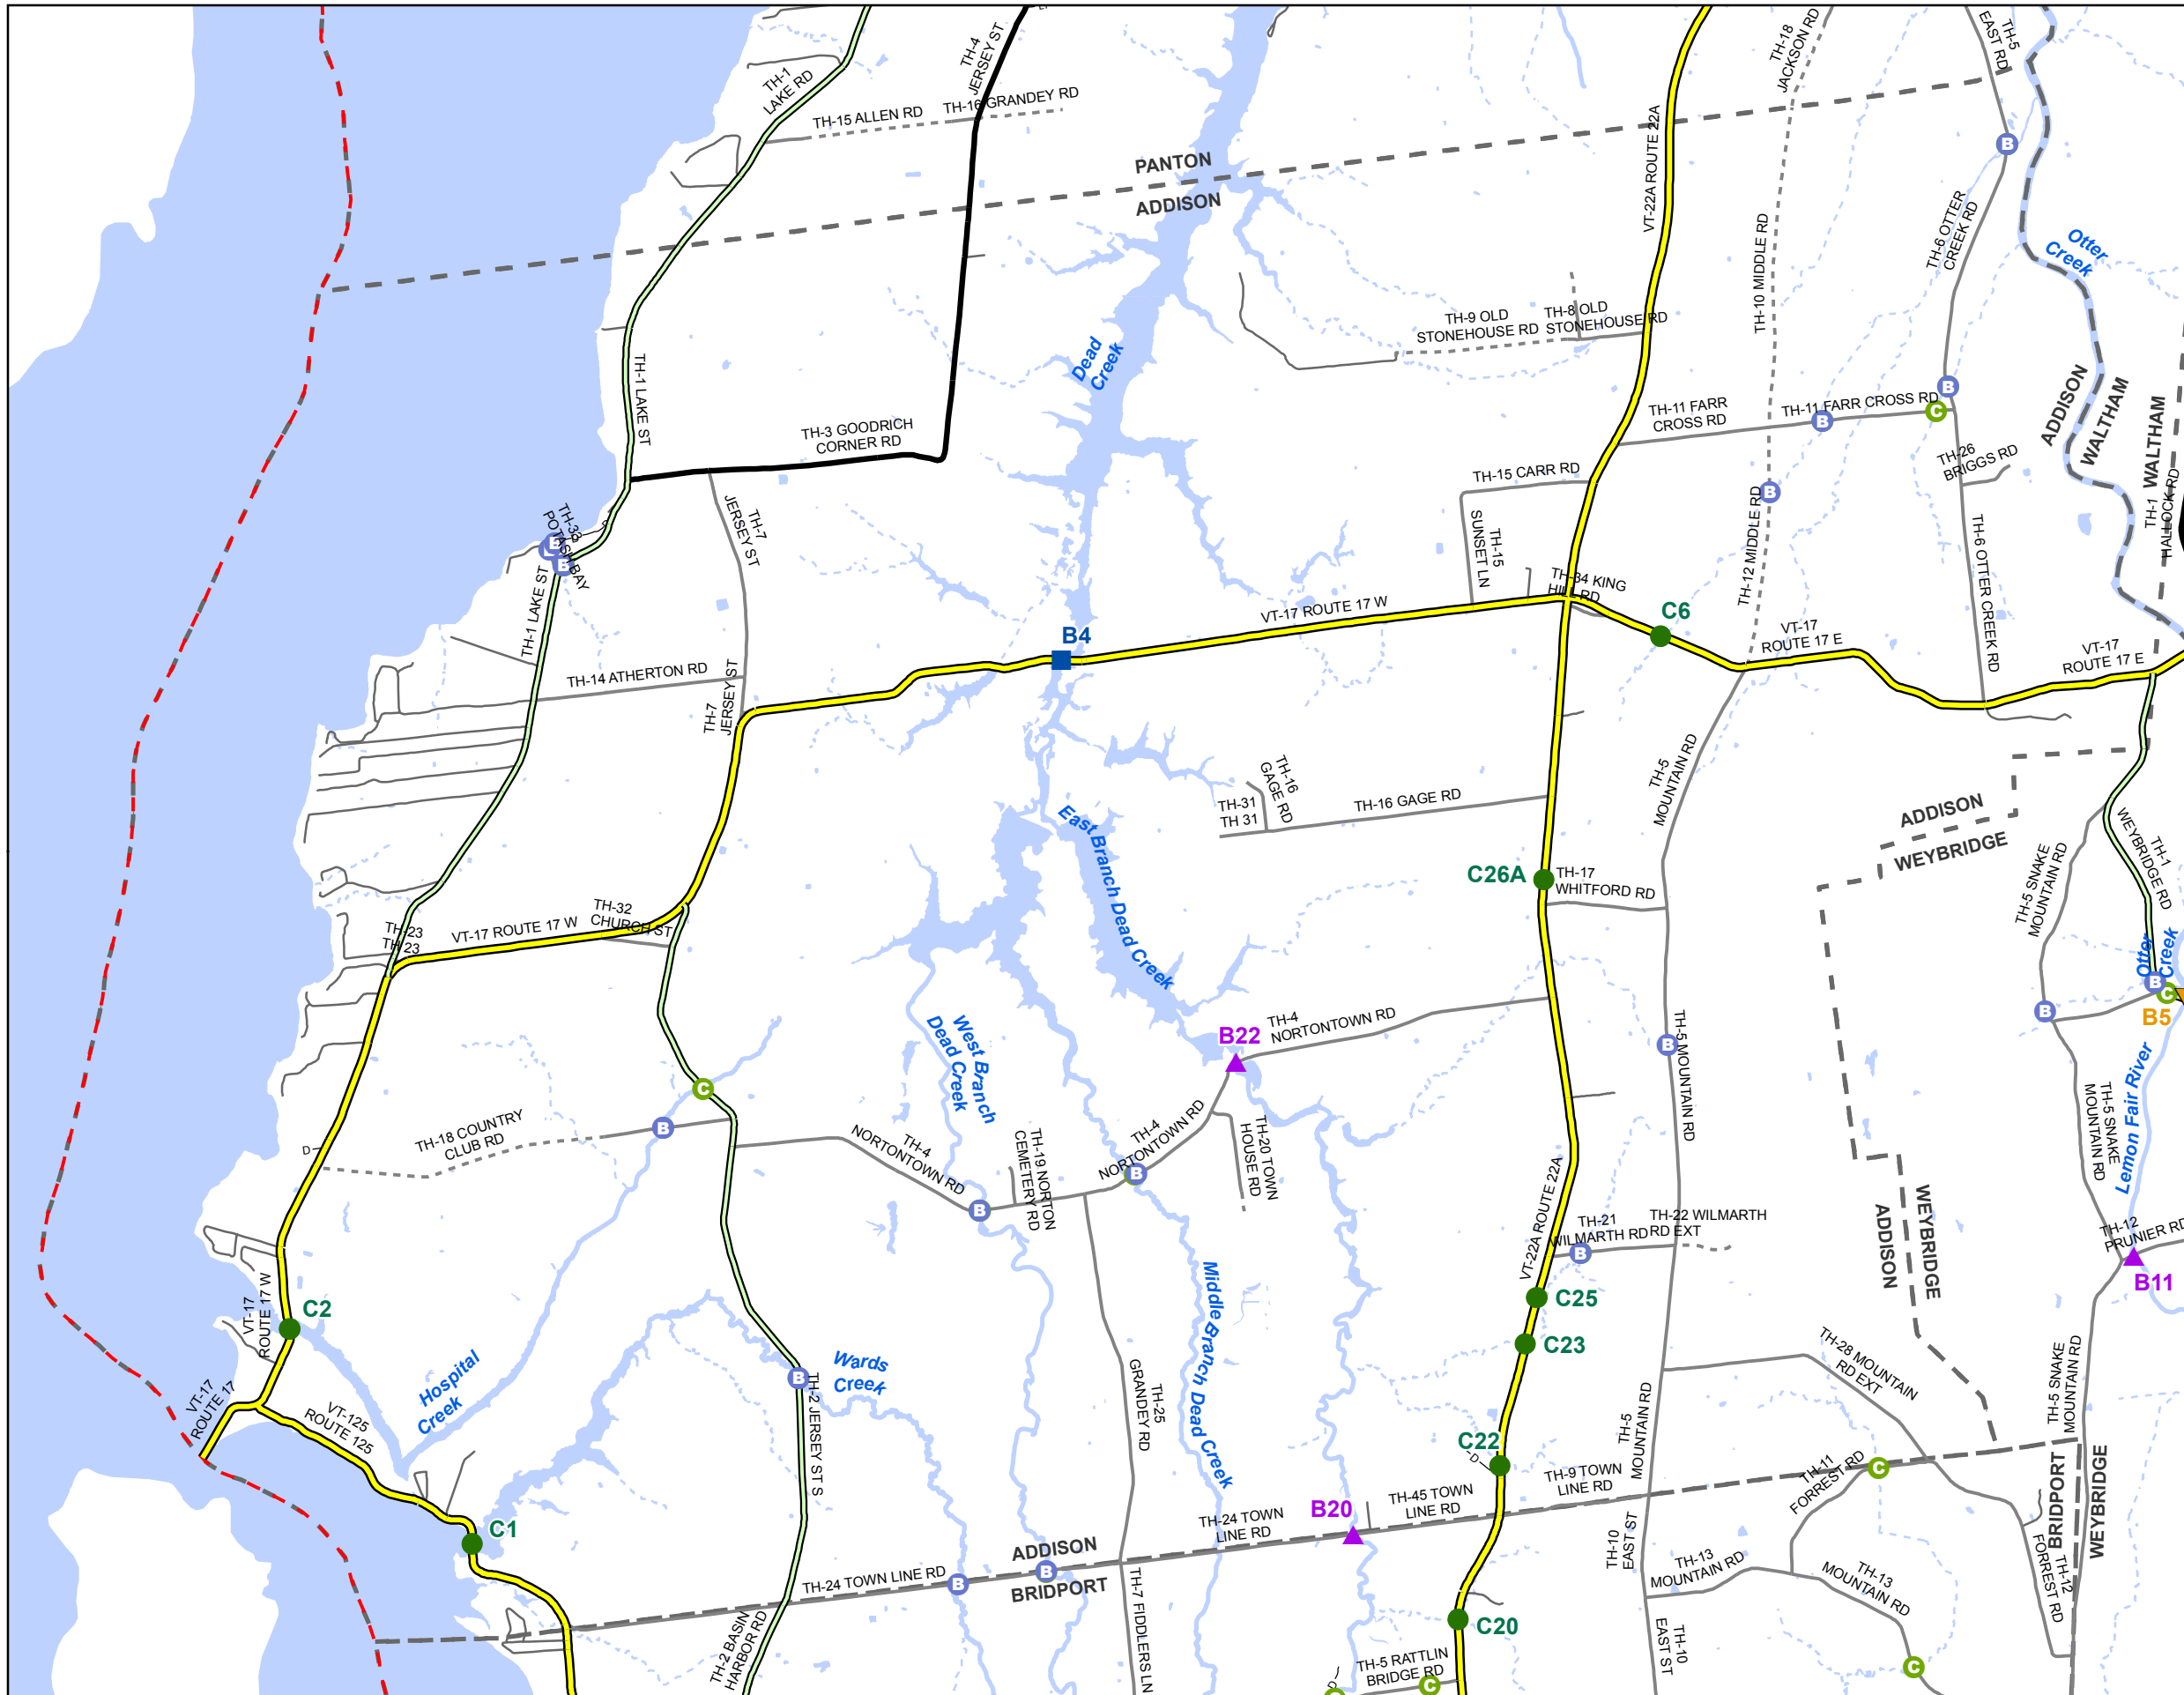 TH-4
JERSEY ST
TH-1
LAKE RD
TH-15 ALLEN RD
TH-16 GRANDEY RD
PANTON
ADDISON
VT-22A ROUTE 22A
TH-18
JACKSON RD
TH-5
EAST RD
B
TH-10 MIDDLE RD
TH-6 OTTER
CREEK RD
Otter
Creek
TH-9 OLD
STONEHOUSE RD
TH-8 OLD
STONEHOUSE RD
Dead
Creek
TH-1 LAKE ST
TH-3 GOODRICH
CORNER RD
TH-11 FARR
CROSS RD
TH-11 FARR CROSS RD
B
B
C
ADDISON
WALTHAM
WALTHAM
TH-1
HALLOCK RD
TH-26
BRIGGS RD
TH-15 CARR RD
TH-15
SUNSET LN
B
TH-12 MIDDLE RD
TH-6 OTTER CREEK RD
TH-7
JERSEY ST
TH-33
POTASH BAY
B
B
TH-1 LAKE ST
TH-34 KING
HILL RD
C6
VT-17 ROUTE 17 W
B4
VT-17
ROUTE 17 E
VT-17
ROUTE 17 E
TH-14 ATHERTON RD
TH-7
JERSEY ST
TH-5
MOUNTAIN RD
TH-16
GAGE RD
TH-31
TH 31
TH-16 GAGE RD
ADDISON
WEYBRIDGE
TH-1
WEYBRIDGE RD
TH-5 SNAKE
MOUNTAIN RD
East Branch Dead Creek
C26A
TH-17
WHITFORD RD
TH-23
TH 23
VT-17 ROUTE 17 W
TH-32
CHURCH ST
Otter
Creek
B
C
B5
B
West Branch
Dead Creek
B22
TH-4
NORTONTOWN RD
B
TH-5 MOUNTAIN RD
C
B
TH-18 COUNTRY
CLUB RD
D
TH-4
NORTONTOWN RD
TH-19 NORTON
CEMETERY RD
B
TH-4
NORTONTOWN RD
B
TH-20 TOWN
HOUSE RD
TH-5 SNAKE
MOUNTAIN RD
Lemon Fair River
TH-12
PRUNIER RD
B11
VT-22A ROUTE 22A
TH-21
WILMARTH RD
B
TH-22 WILMARTH
RD EXT
ADDISON
WEYBRIDGE
C25
C23
VT-17
ROUTE 17 W
C2
Middle Branch Dead Creek
Wards
Creek
B
Hospital
Creek
VT-17
ROUTE 17
VT-125
ROUTE 125
TH-2 JERSEY ST S
TH-25
GRANDEY RD
TH-28 MOUNTAIN
RD EXT
TH-5 SNAKE
MOUNTAIN RD
TH-5
MOUNTAIN RD
C22
D
C1
TH-24 TOWN
LINE RD
B20
TH-45 TOWN
LINE RD
TH-9 TOWN
LINE RD
TH-11
FORREST RD
C
BRIDPORT
WEYBRIDGE
ADDISON
BRIDPORT
TH-24 TOWN LINE RD
B
B
TH-10
EAST ST
TH-13
MOUNTAIN RD
TH-13
MOUNTAIN RD
TH-12
FORREST RD
TH-2 BASIN
HARBOR RD
TH-7 FIDDLERS LN
C20
TH-5 RATTLIN
BRIDGE RD
C
D
TH-10
EAST ST
C